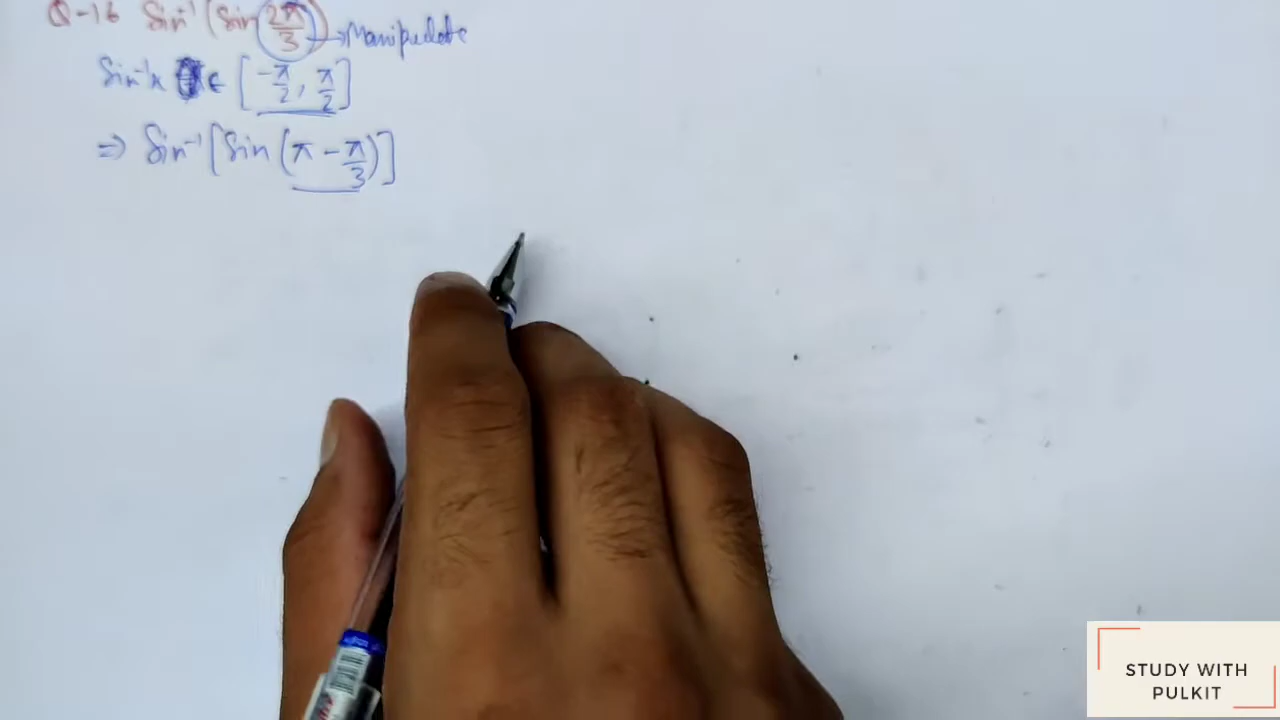 Q-16 Sin⁻¹(Sin 2π/3) → Manipulate
Sin⁻¹x ∈ [-π/2, π/2]
⇒ Sin⁻¹[Sin(π - π/3)]
STUDY WITH
PULKIT